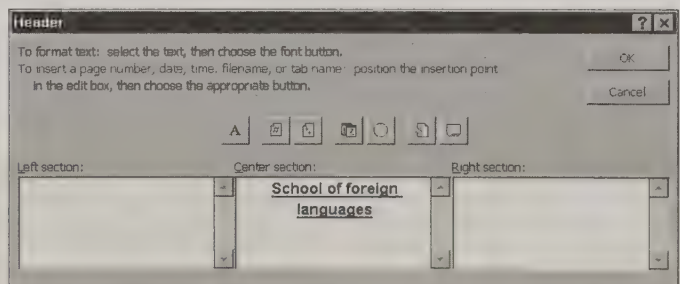 Header
To format text: select the text, then choose the font button.
To insert a page number, date, time, filename, or tab name: position the insertion point
in the edit box, then choose the appropriate button.
OK
Cancel
A
Left section:
Center section:
Right section:
School of foreign
languages